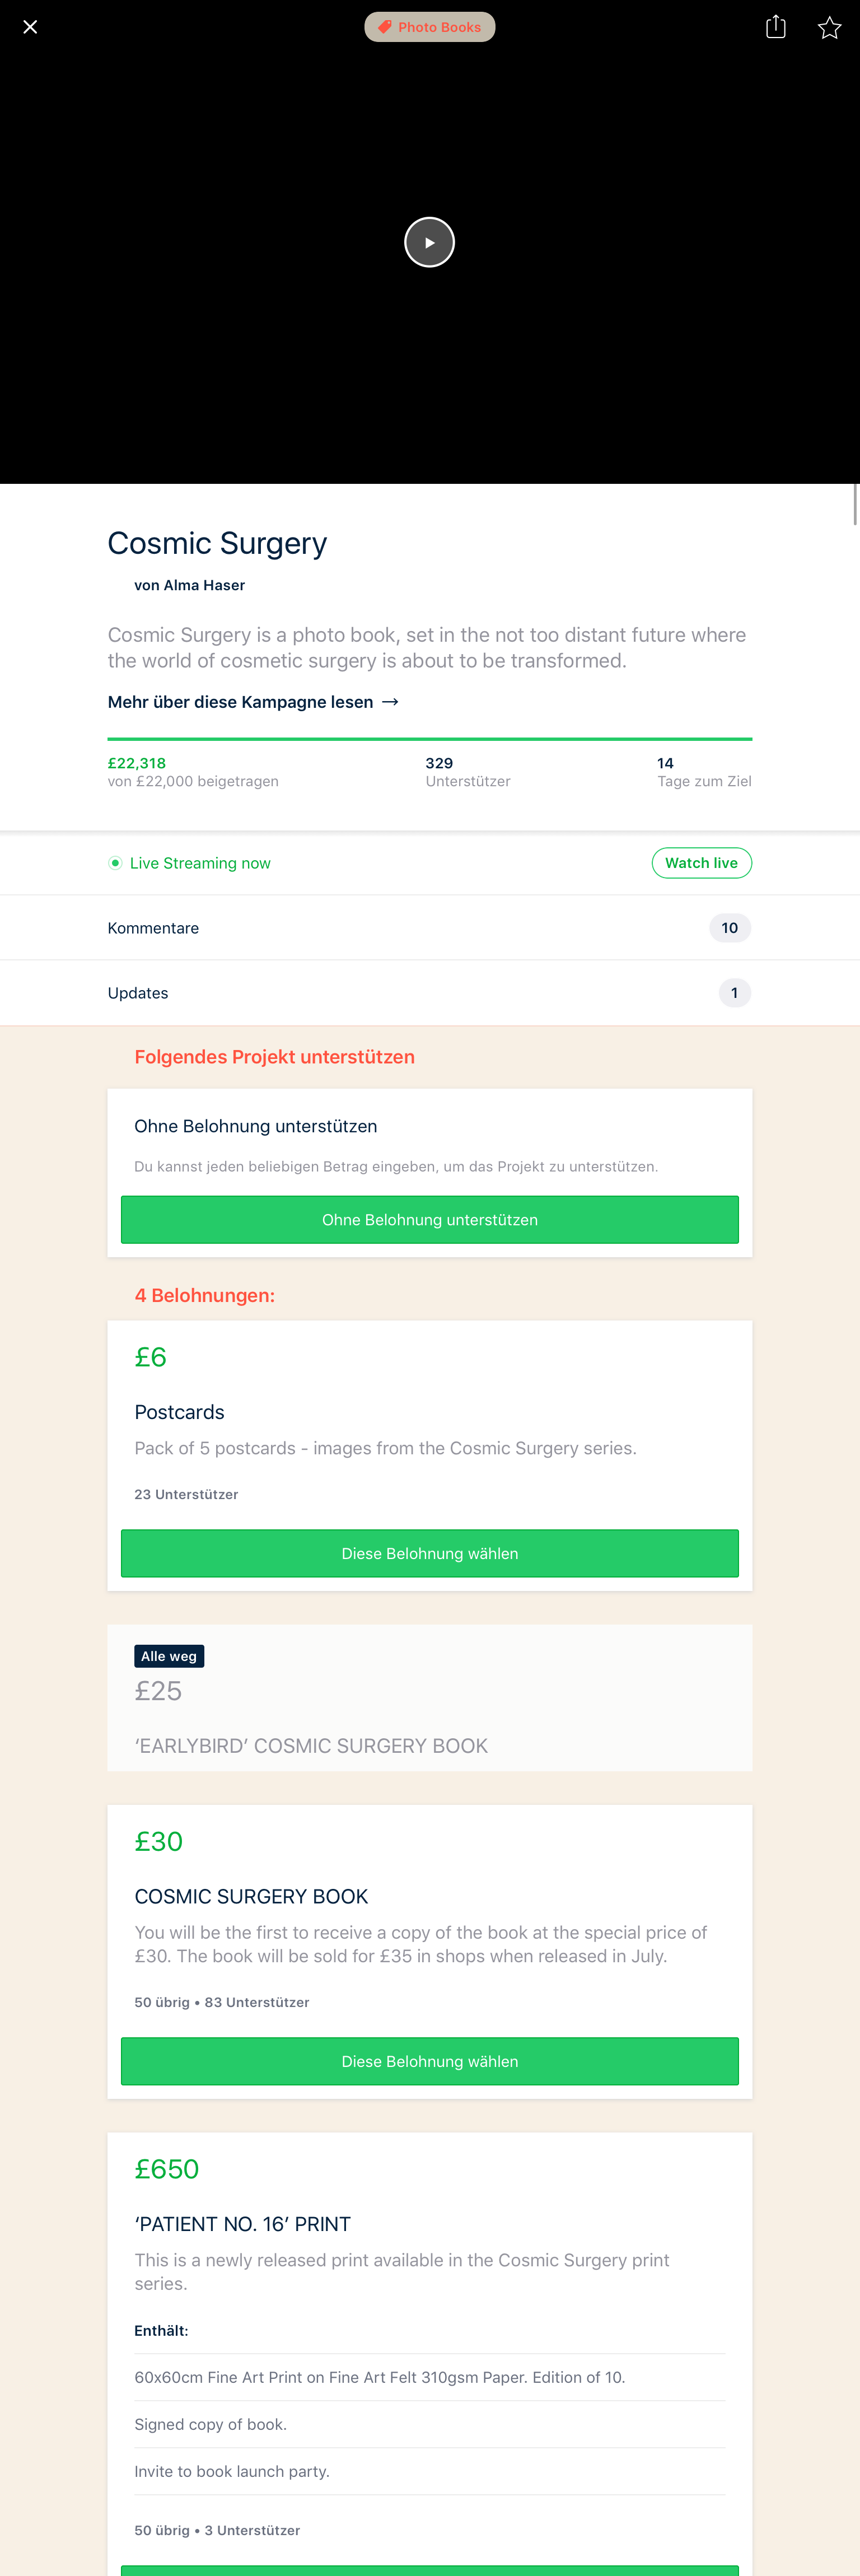 Photo Books
Cosmic Surgery
von Alma Haser
Cosmic Surgery is a photo book, set in the not too distant future where
the world of cosmetic surgery is about to be transformed.
Mehr über diese Kampagne lesen →
£22,318
von £22,000 beigetragen
329
Unterstützer
14
Tage zum Ziel
Live Streaming now
Watch live
Kommentare
10
Updates
1
Folgendes Projekt unterstützen
Ohne Belohnung unterstützen
Du kannst jeden beliebigen Betrag eingeben, um das Projekt zu unterstützen.
Ohne Belohnung unterstützen
4 Belohnungen:
£6
Postcards
Pack of 5 postcards - images from the Cosmic Surgery series.
23 Unterstützer
Diese Belohnung wählen
Alle weg
£25
‘EARLYBIRD’ COSMIC SURGERY BOOK
£30
COSMIC SURGERY BOOK
You will be the first to receive a copy of the book at the special price of
£30. The book will be sold for £35 in shops when released in July.
50 übrig • 83 Unterstützer
Diese Belohnung wählen
£650
‘PATIENT NO. 16’ PRINT
This is a newly released print available in the Cosmic Surgery print
series.
Enthält:
60x60cm Fine Art Print on Fine Art Felt 310gsm Paper. Edition of 10.
Signed copy of book.
Invite to book launch party.
50 übrig • 3 Unterstützer